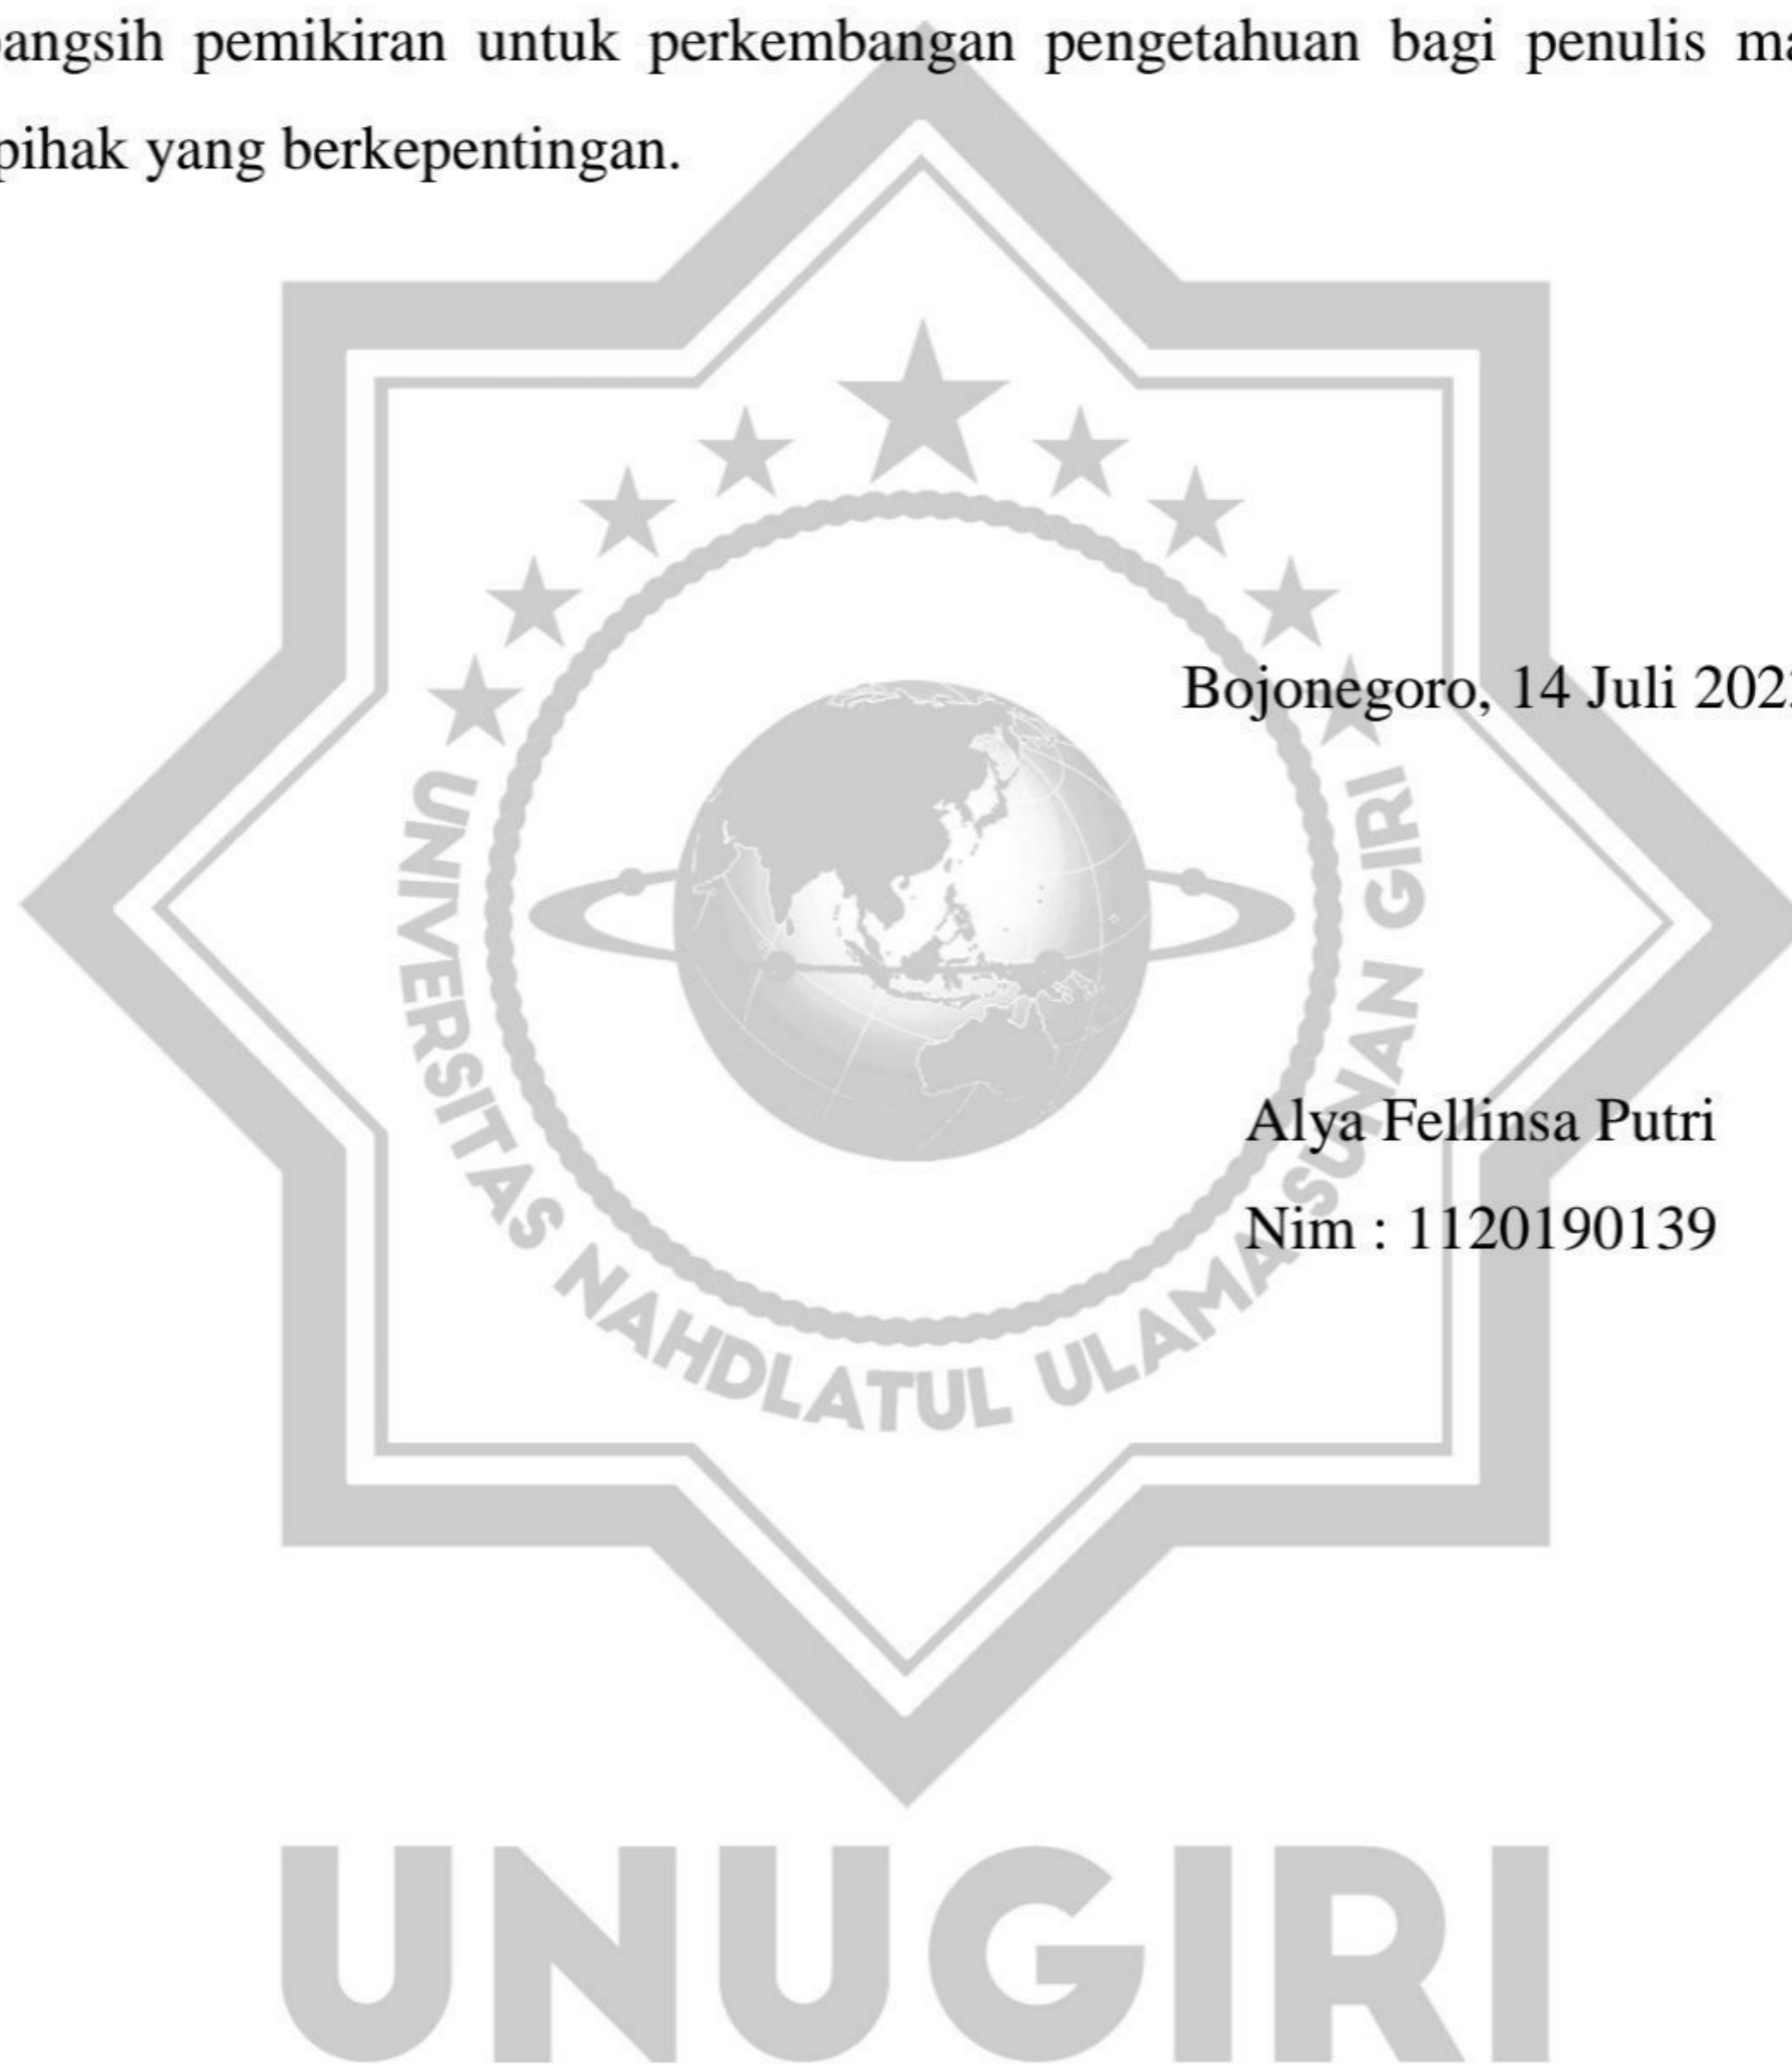 pemikiran untuk perkembangan pengetahuan bagi penulis
pihak yang berkepentingan.
Bojonegoro, 14 Juli
Alya Fellinsa Putri
Nim : 1120190139
UNIVERSITAS NAHDLATUL ULAMA SUNAN GIRI
UNUGIRI